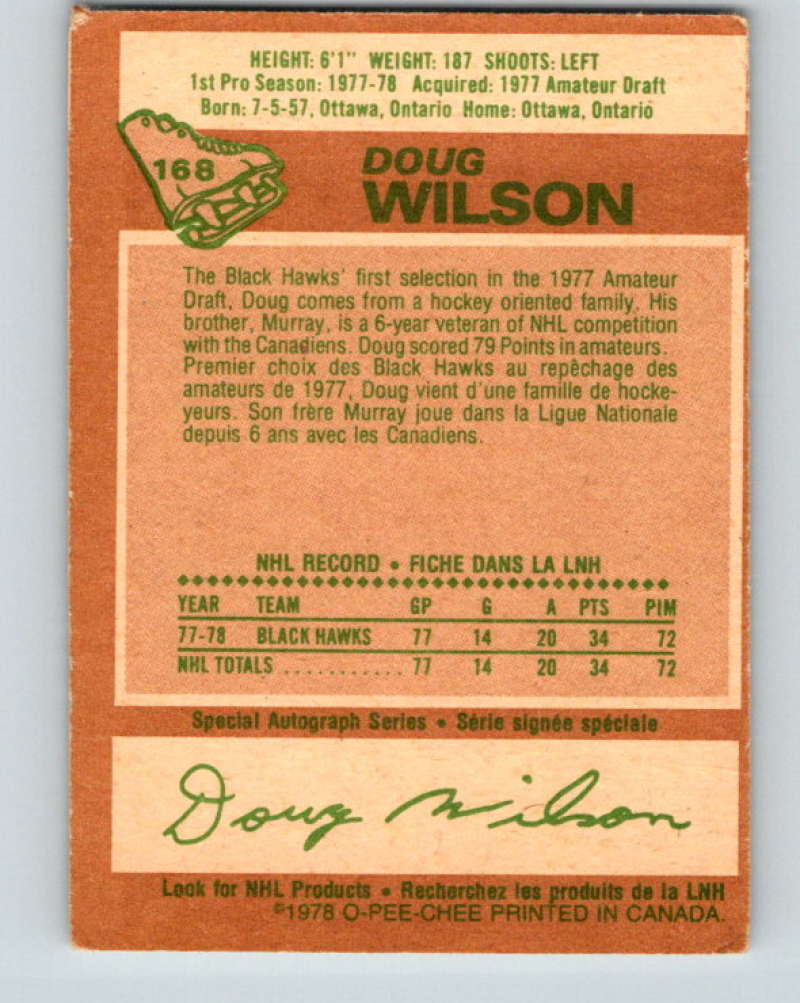 HEIGHT: 6'1" WEIGHT: 187 SHOOTS: LEFT
1st Pro Season: 1977-78 Acquired: 1977 Amateur Draft
Born: 7-5-57, Ottawa, Ontario Home: Ottawa, Ontario
168
DOUG
WILSON
The Black Hawks' first selection in the 1977 Amateur
Draft, Doug comes from a hockey oriented family. His
brother, Murray, is a 6-year veteran of NHL competition
with the Canadiens. Doug scored 79 Points in amateurs.
Premier choix des Black Hawks au repêchage des
amateurs de 1977, Doug vient d'une famille de hocke-
yeurs. Son frère Murray joue dans la Ligue Nationale
depuis 6 ans avec les Canadiens.
NHL RECORD • FICHE DANS LA LNH
YEAR TEAM GP G A PTS PIM
77-78 BLACK HAWKS 77 14 20 34 72
NHL TOTALS ............ 77 14 20 34 72
Special Autograph Series • Série signée spéciale
Doug Wilson
Look for NHL Products • Recherchez les produits de la LNH
©1978 O-PEE-CHEE PRINTED IN CANADA.